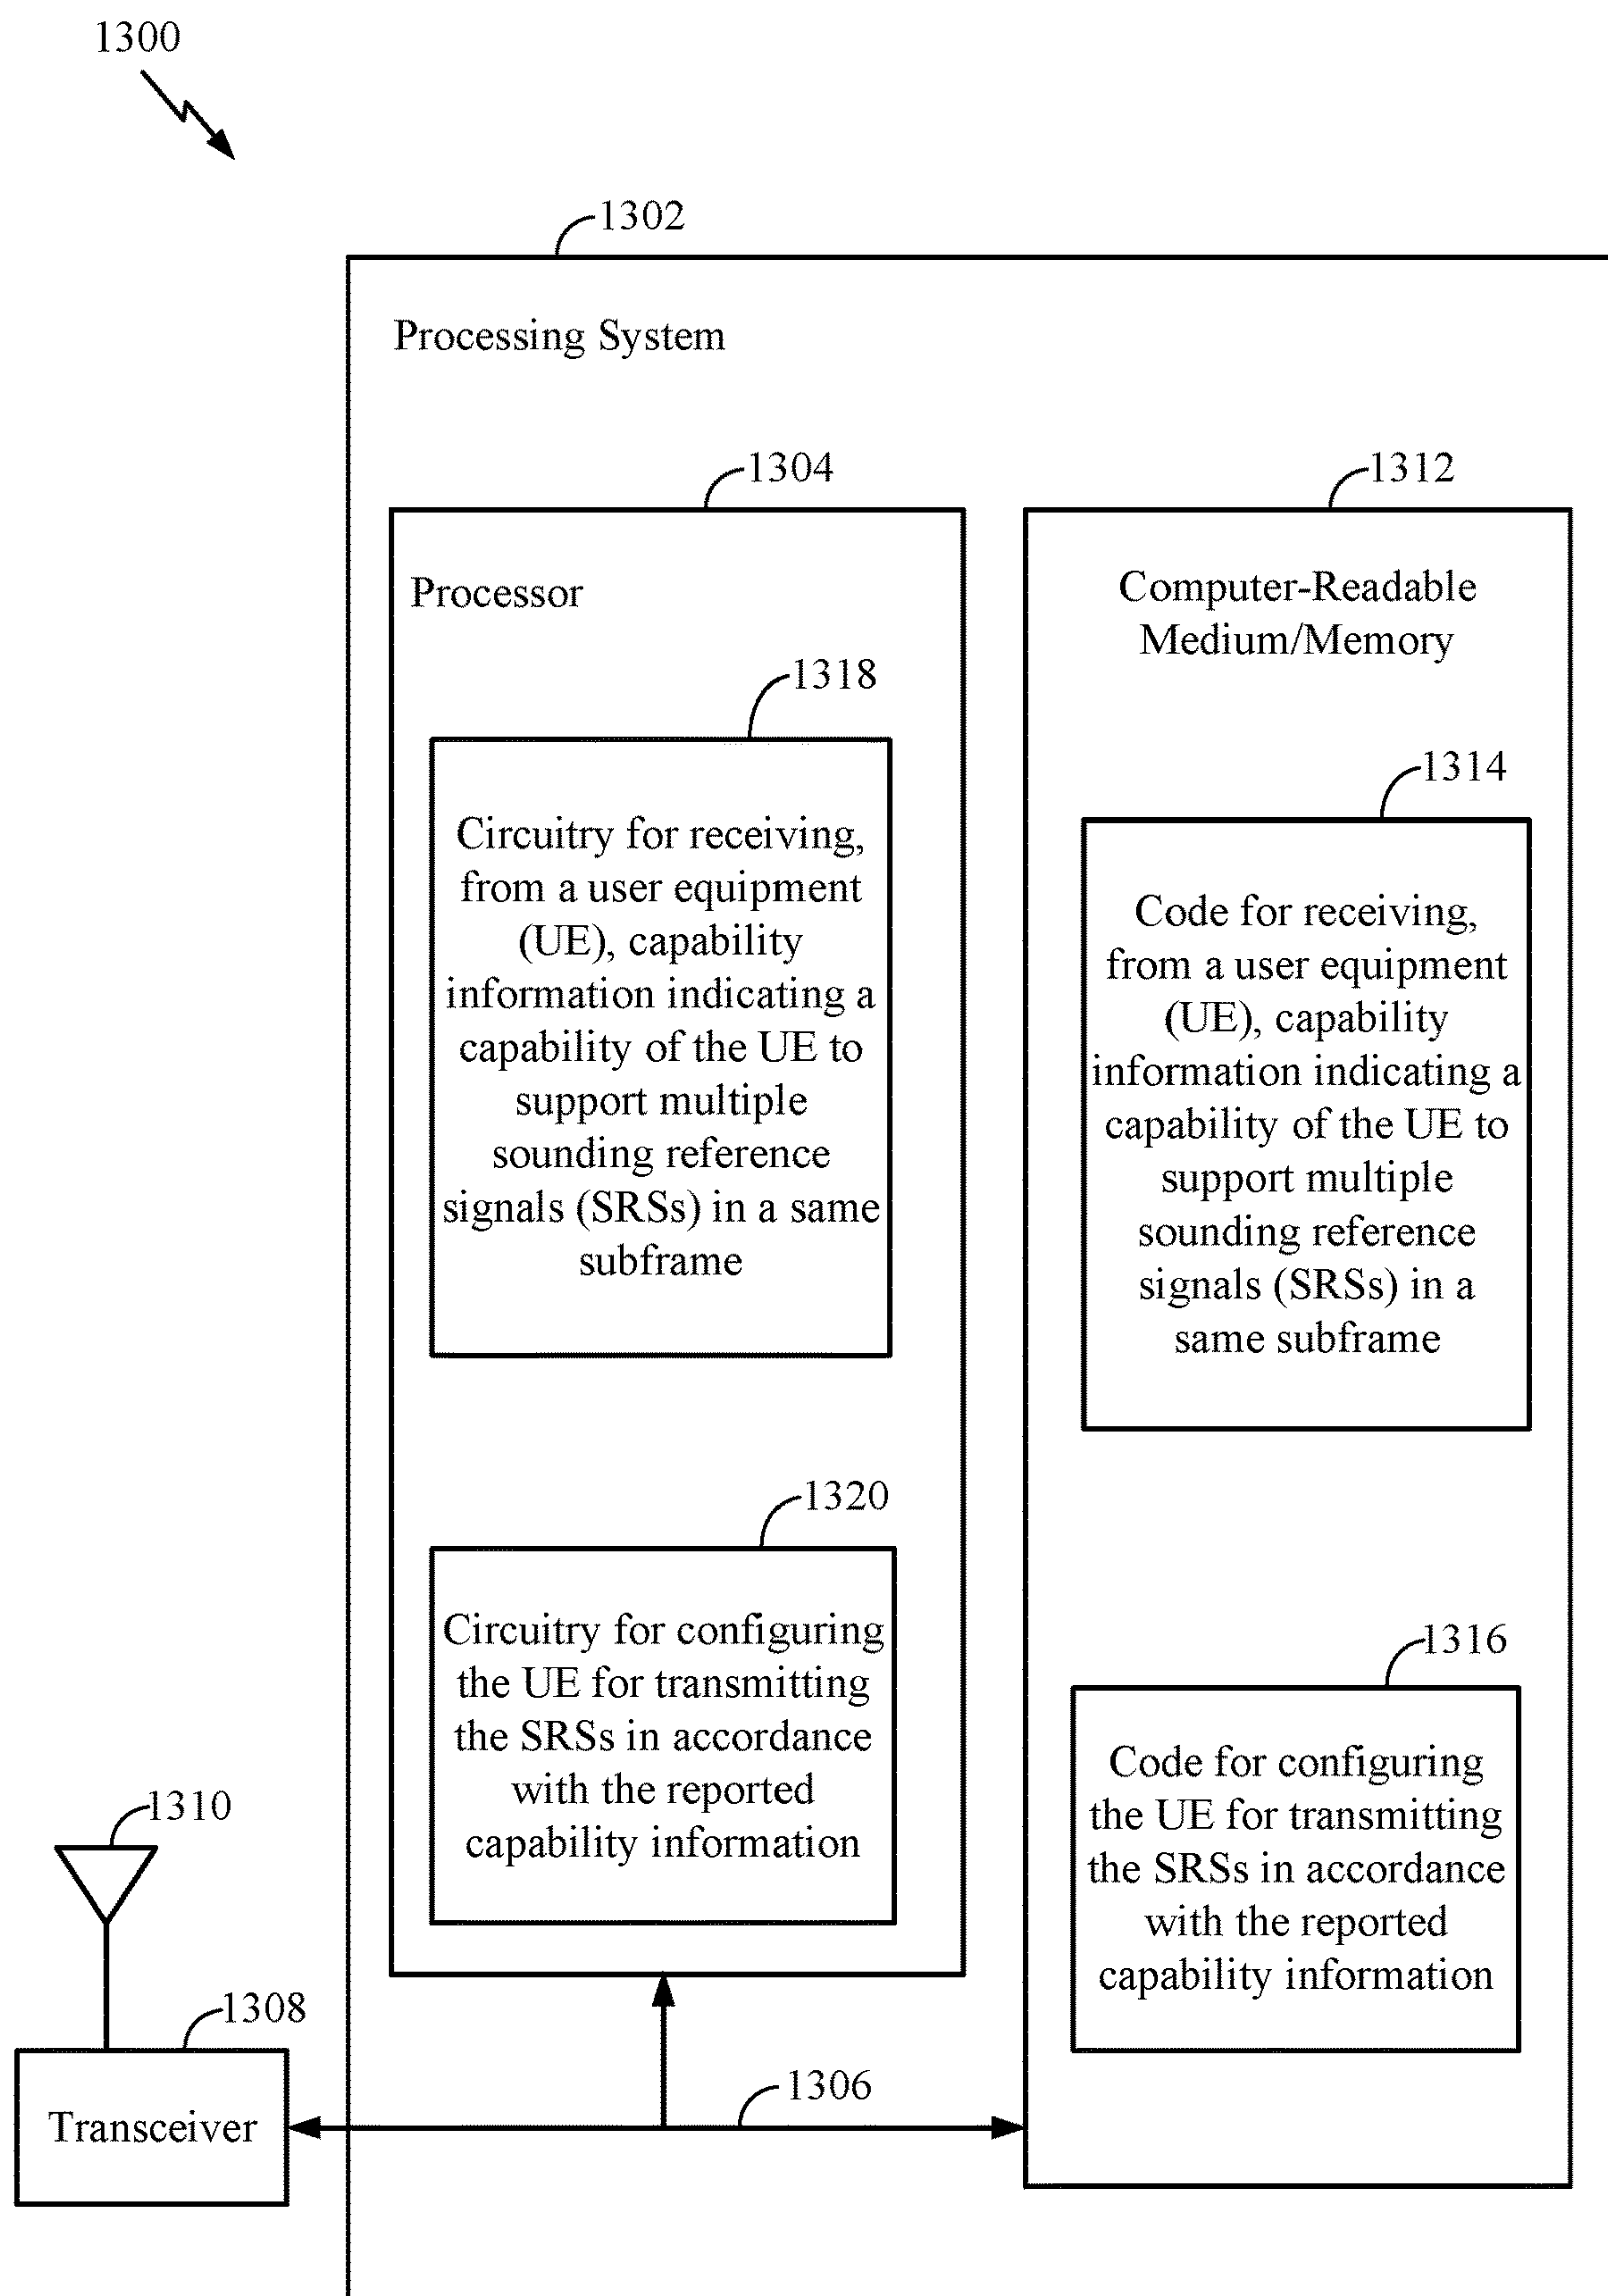 1300
1302
Processing System
1304
Processor
1318
Circuitry for receiving,
from a user equipment
(UE), capability
information indicating a
capability of the UE to
support multiple
sounding reference
signals (SRSs) in a same
subframe
1320
Circuitry for configuring
the UE for transmitting
the SRSs in accordance
with the reported
capability information
1312
Computer-Readable
Medium/Memory
1314
Code for receiving,
from a user equipment
(UE), capability
information indicating a
capability of the UE to
support multiple
sounding reference
signals (SRSs) in a
same subframe
1316
Code for configuring
the UE for transmitting
the SRSs in accordance
with the reported
capability information
1310
1308
Transceiver
1306